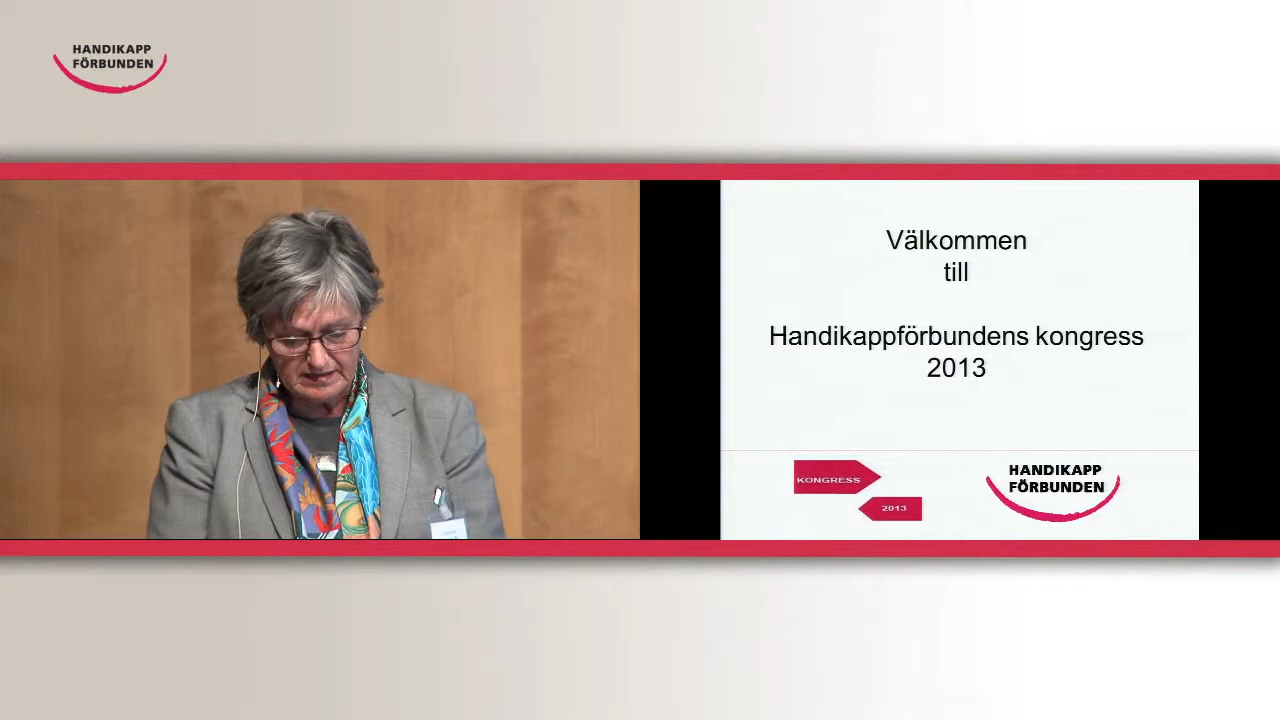 HANDIKAPP
FÖRBUNDEN
Välkommen
till
Handikappförbundens kongress
2013
KONGRESS
2013
HANDIKAPP
FÖRBUNDEN